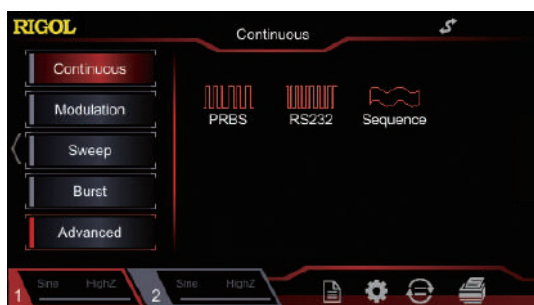 RIGOL
Continuous
Continuous
Modulation
Sweep
Burst
Advanced
PRBS RS232 Sequence
1 Sine HighZ 2 Sine HighZ